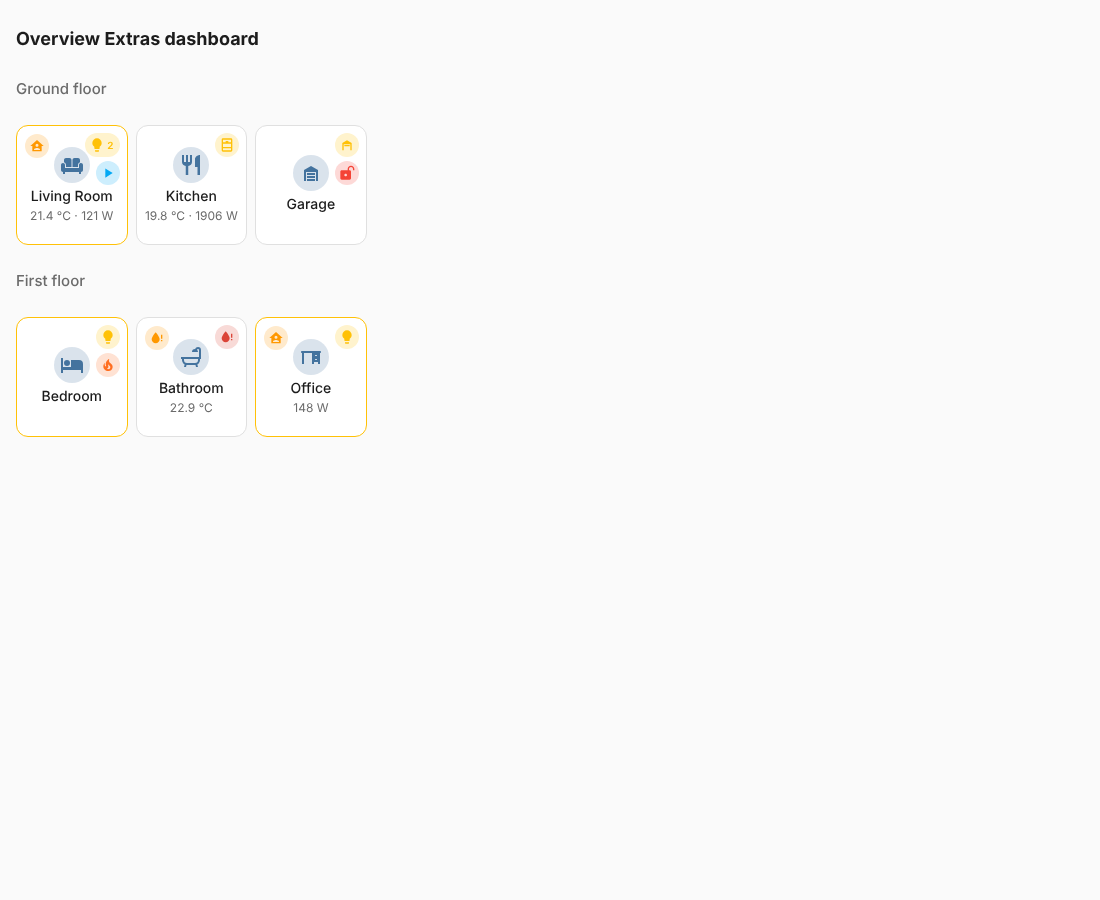 Overview Extras dashboard
Ground floor
2
Living Room
21.4 °C · 121 W
Kitchen
19.8 °C · 1906 W
Garage
First floor
Bedroom
Bathroom
22.9 °C
Office
148 W